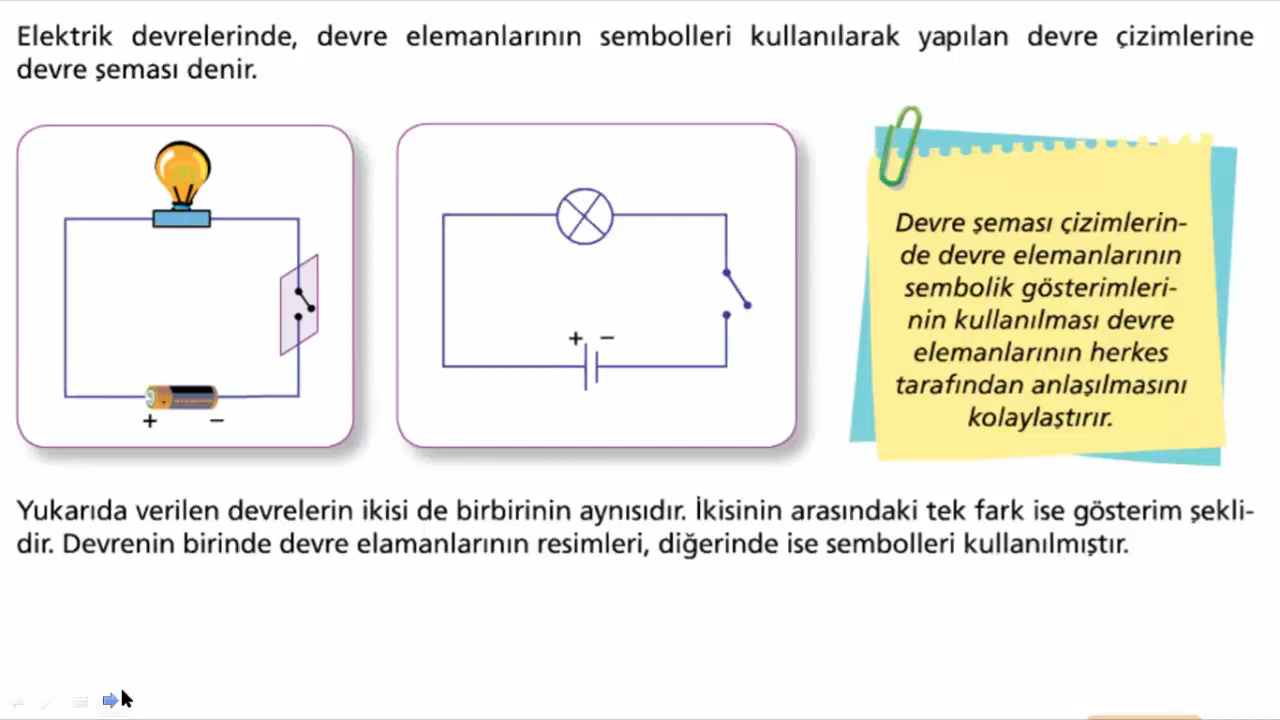 Elektrik devrelerinde, devre elemanlarının sembolleri kullanılarak yapılan devre çizimlerine
devre şeması denir.
+ −
+ −
Devre şeması çizimlerin-
de devre elemanlarının
sembolik gösterimleri-
nin kullanılması devre
elemanlarının herkes
tarafından anlaşılmasını
kolaylaştırır.
Yukarıda verilen devrelerin ikisi de birbirinin aynısıdır. İkisinin arasındaki tek fark ise gösterim şekli-
dir. Devrenin birinde devre elamanlarının resimleri, diğerinde ise sembolleri kullanılmıştır.